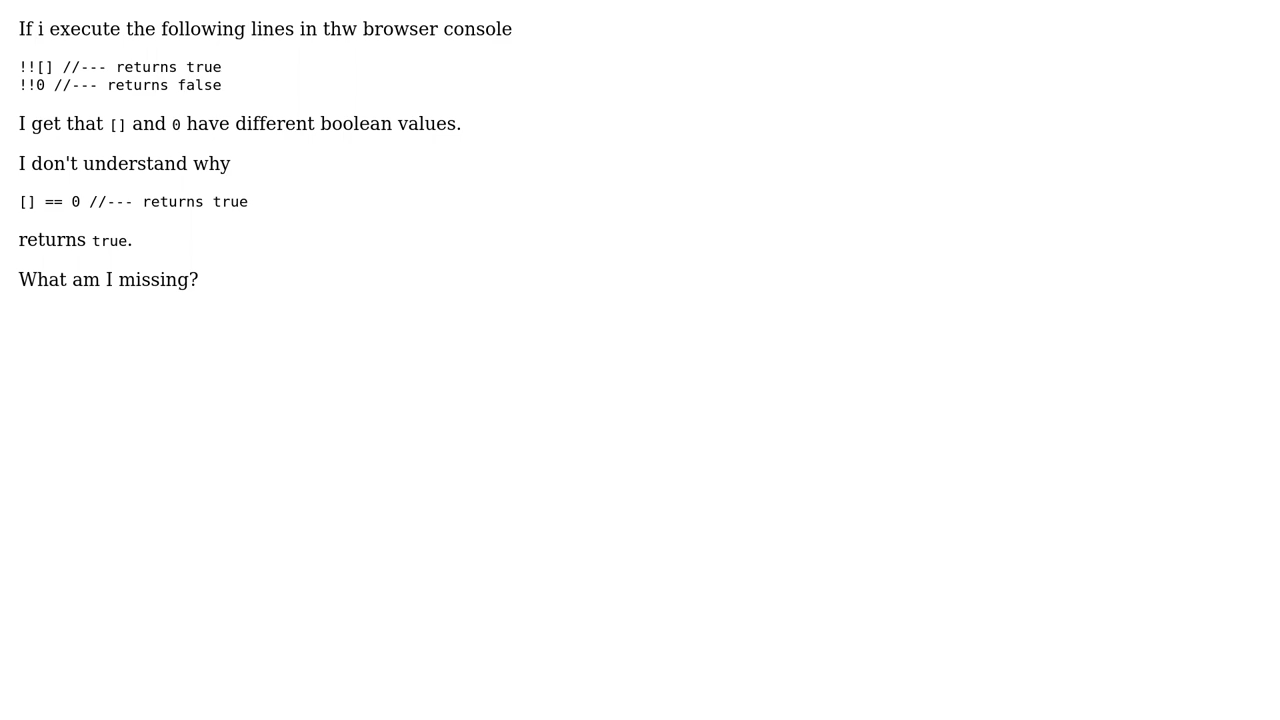 If i execute the following lines in thw browser console
!![] //--- returns true
!!0 //--- returns false
I get that [] and 0 have different boolean values.
I don't understand why
[] == 0 //--- returns true
returns true.
What am I missing?